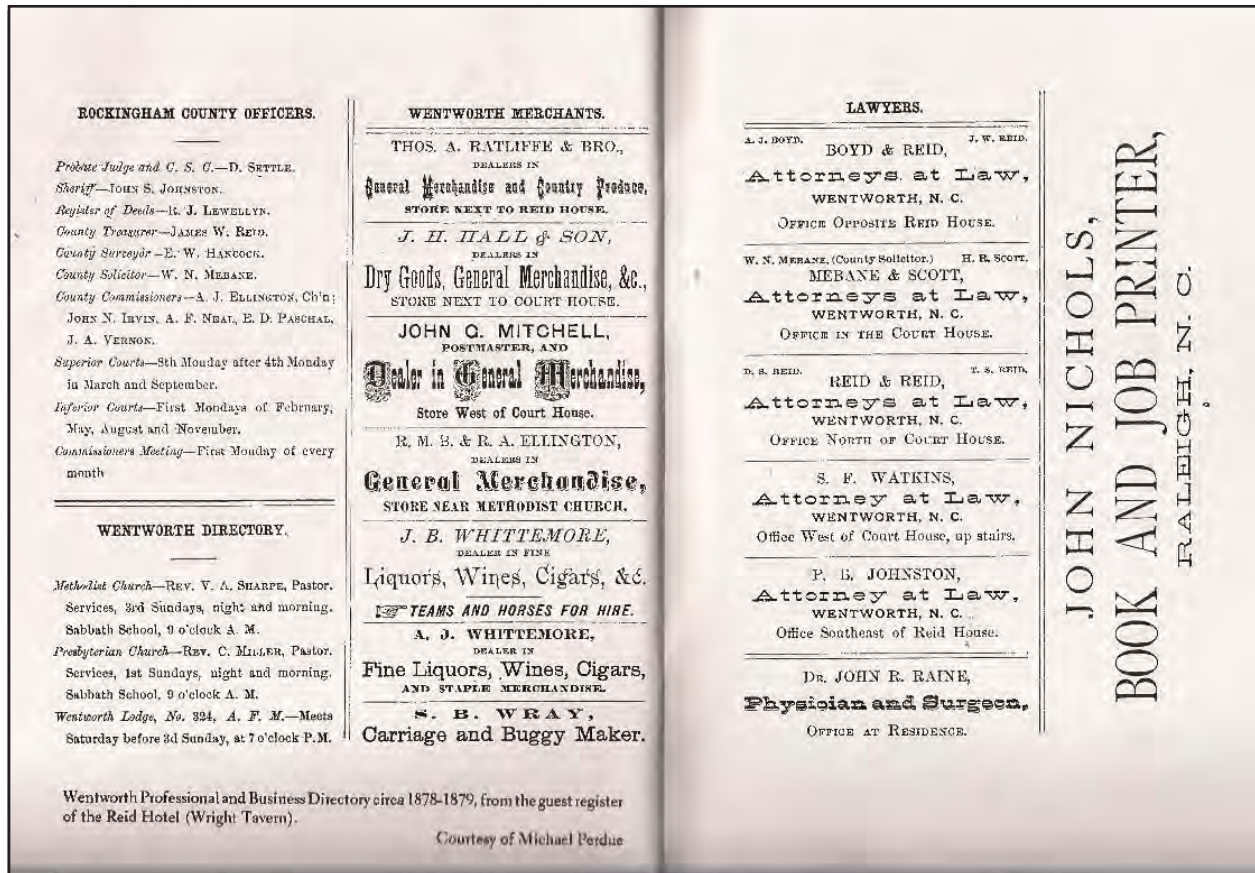 ROCKINGHAM COUNTY OFFICERS.
Probate Judge and C. S. C.—D. SETTLE.
Sheriff—JOHN S. JOHNSTON.
Register of Deeds—R. J. LEWELLYN.
County Treasurer—JAMES W. REID.
County Surveyor—E. W. HANCOCK.
County Solicitor—W. N. MEBANE.
County Commissioners—A. J. ELLINGTON, Ch'n;
JOHN N. IRVIN, A. F. NEAL, E. D. PASCHAL,
J. A. VERNON.
Superior Courts—8th Monday after 4th Monday
in March and September.
Inferior Courts—First Mondays of February,
May, August and November.
Commissioners Meeting—First Monday of every
month
WENTWORTH DIRECTORY.
Methodist Church—REV. V. A. SHARPE, Pastor.
Services, 3rd Sundays, night and morning.
Sabbath School, 9 o'clock A. M.
Presbyterian Church—REV. C. MILLER, Pastor.
Services, 1st Sundays, night and morning.
Sabbath School, 9 o'clock A. M.
Wentworth Lodge, No. 324, A. F. M.—Meets
Saturday before 3d Sunday, at 7 o'clock P.M.
WENTWORTH MERCHANTS.
THOS. A. RATLIFFE & BRO.,
DEALERS IN
General Merchandise and Country Produce,
STORE NEXT TO REID HOUSE.
J. H. HALL & SON,
DEALERS IN
Dry Goods, General Merchandise, &c.,
STORE NEXT TO COURT HOUSE.
JOHN G. MITCHELL,
POSTMASTER, AND
Dealer in General Merchandise,
Store West of Court House.
R. M. B. & R. A. ELLINGTON,
DEALERS IN
General Merchandise,
STORE NEAR METHODIST CHURCH.
J. B. WHITTEMORE,
DEALER IN FINE
Liquors, Wines, Cigars, &c.
☞ TEAMS AND HORSES FOR HIRE.
A. J. WHITTEMORE,
DEALER IN
Fine Liquors, Wines, Cigars,
AND STAPLE MERCHANDISE.
S. B. WRAY,
Carriage and Buggy Maker.
LAWYERS.
A. J. BOYD. J. W. REID.
BOYD & REID,
Attorneys at Law,
WENTWORTH, N. C.
OFFICE OPPOSITE REID HOUSE.
W. N. MEBANE, (County Solicitor.) H. R. SCOTT.
MEBANE & SCOTT,
Attorneys at Law,
WENTWORTH, N. C.
OFFICE IN THE COURT HOUSE.
D. S. REID. T. S. REID.
REID & REID,
Attorneys at Law,
WENTWORTH, N. C.
OFFICE NORTH OF COURT HOUSE.
S. F. WATKINS,
Attorney at Law,
WENTWORTH, N. C.
Office West of Court House, up stairs.
P. B. JOHNSTON,
Attorney at Law,
WENTWORTH, N. C.
Office Southeast of Reid House.
DR. JOHN R. RAINE,
Physician and Surgeon,
OFFICE AT RESIDENCE.
JOHN NICHOLS,
BOOK AND JOB PRINTER,
RALEIGH, N. C.
Wentworth Professional and Business Directory circa 1878-1879, from the guest register
of the Reid Hotel (Wright Tavern).
Courtesy of Michael Perdue